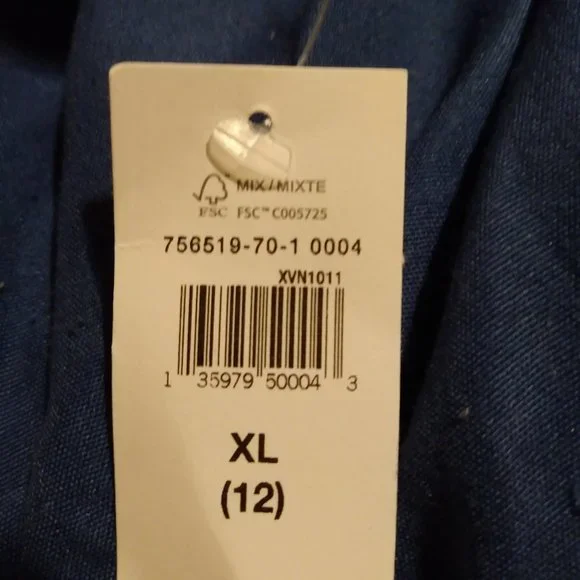 MIX/MIXTE
FSC FSC™ C005725
756519-70-1 0004
XVN1011
1 35979 50004 3
XL
(12)